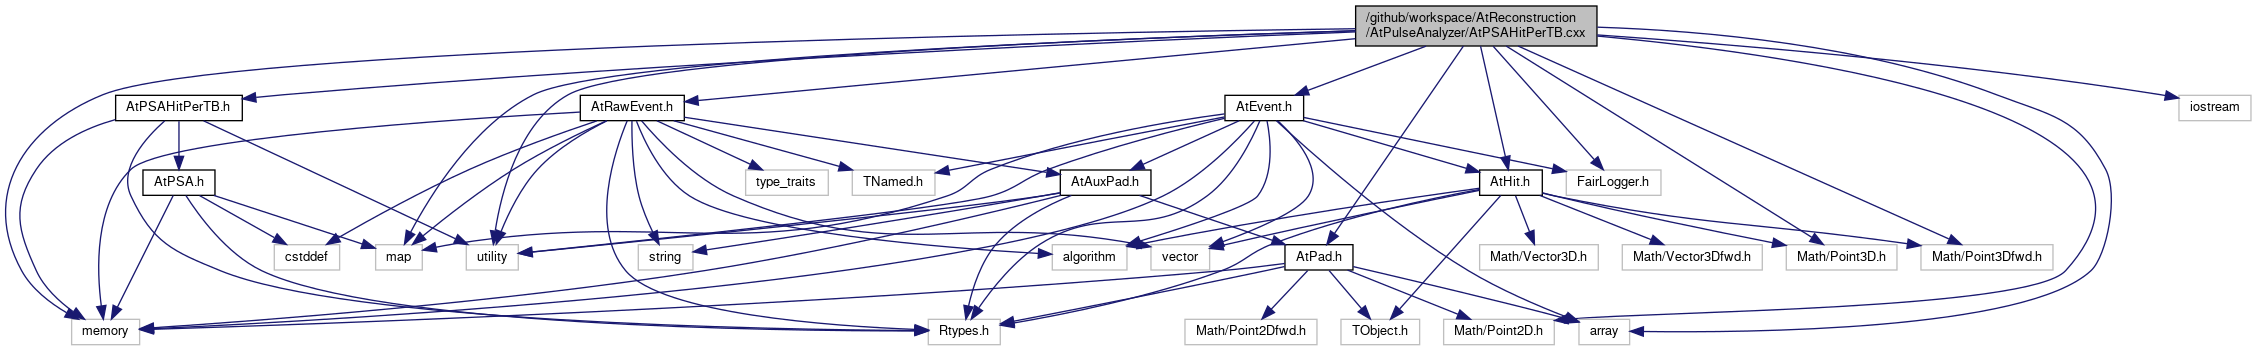 /github/workspace/AtReconstruction
/AtPulseAnalyzer/AtPSAHitPerTB.cxx
AtPSAHitPerTB.h
AtRawEvent.h
AtEvent.h
iostream
AtPSA.h
type_traits
TNamed.h
AtAuxPad.h
AtHit.h
FairLogger.h
cstddef
map
utility
string
algorithm
vector
AtPad.h
Math/Vector3D.h
Math/Vector3Dfwd.h
Math/Point3D.h
Math/Point3Dfwd.h
memory
Rtypes.h
Math/Point2Dfwd.h
TObject.h
Math/Point2D.h
array